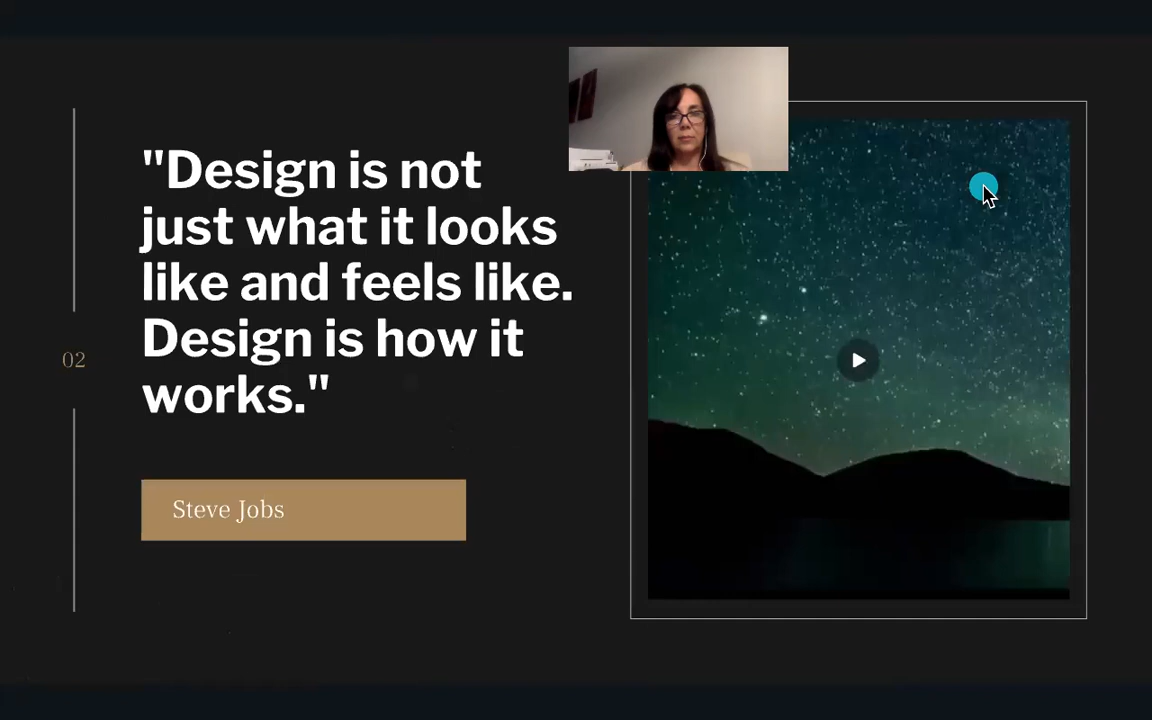 "Design is not
just what it looks
like and feels like.
Design is how it
works."
02
Steve Jobs